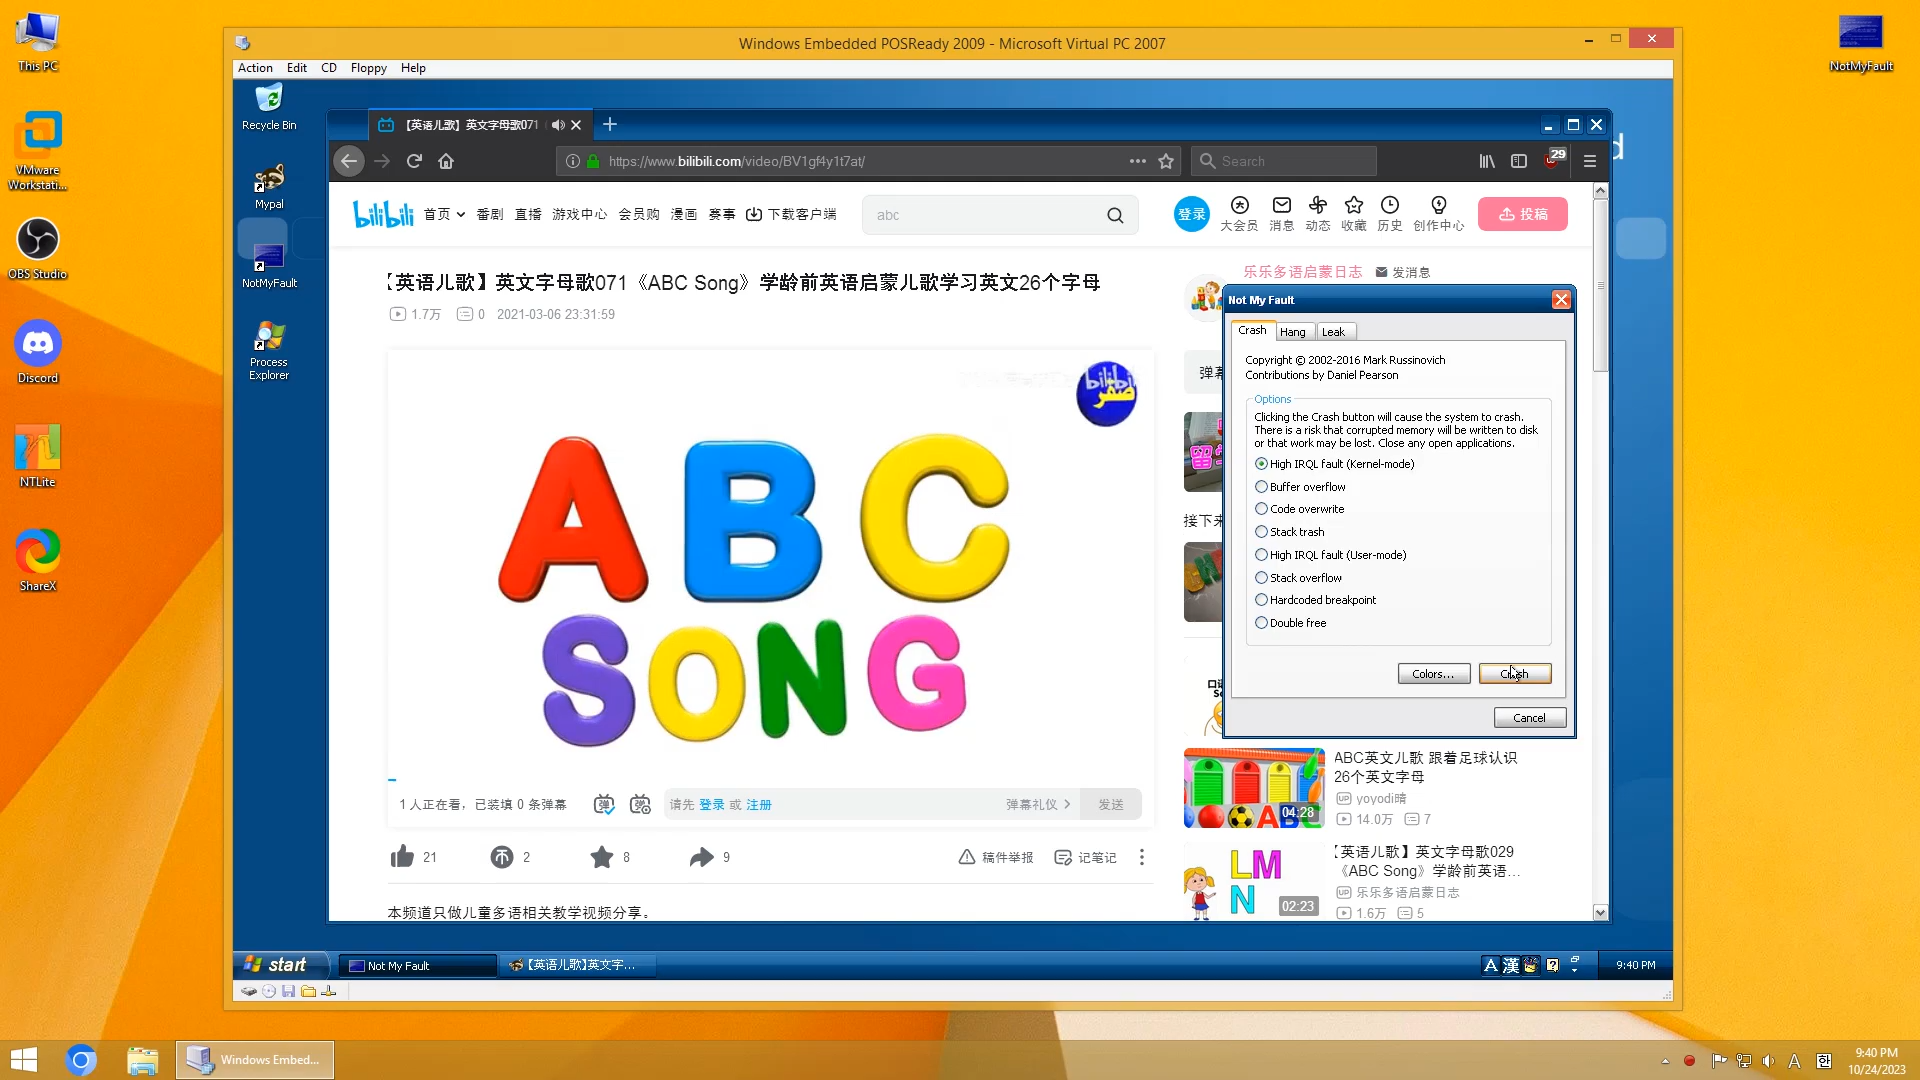 This PC
VMware
Workstati...
OBS Studio
Discord
NTLite
ShareX
NotMyFault
Windows Embedded POSReady 2009 - Microsoft Virtual PC 2007
Action Edit CD Floppy Help
Recycle Bin
Mypal
NotMyFault
Process
Explorer
【英语儿歌】英文字母歌071
https://www.bilibili.com/video/BV1gf4y1t7at/
Search
29
d
bilibili 首页 番剧 直播 游戏中心 会员购 漫画 赛事 下载客户端
abc
登录 大会员 消息 动态 收藏 历史 创作中心 投稿
【英语儿歌】英文字母歌071《ABC Song》学龄前英语启蒙儿歌学习英文26个字母
1.7万 0 2021-03-06 23:31:59
乐乐多语启蒙日志 发消息
弹幕
接下来
bilibili
صفر
ABC
SONG
1人正在看，已装填 0 条弹幕
请先 登录 或 注册
弹幕礼仪 发送
21 2 8 9
稿件举报 记笔记
本频道只做儿童多语相关教学视频分享。
Not My Fault
Crash Hang Leak
Copyright © 2002-2016 Mark Russinovich
Contributions by Daniel Pearson
Options
Clicking the Crash button will cause the system to crash.
There is a risk that corrupted memory will be written to disk
or that work may be lost. Close any open applications.
High IRQL fault (Kernel-mode)
Buffer overflow
Code overwrite
Stack trash
High IRQL fault (User-mode)
Stack overflow
Hardcoded breakpoint
Double free
Colors... Crash
Cancel
04:28
ABC英文儿歌 跟着足球认识
26个英文字母
UP yoyodi晴
14.0万 7
LM
N
02:23
【英语儿歌】英文字母歌029
《ABC Song》学龄前英语...
UP 乐乐多语启蒙日志
1.6万 5
start
Not My Fault
【英语儿歌】英文字...
A 漢
9:40 PM
Windows Embed...
A 한
9:40 PM
10/24/2023